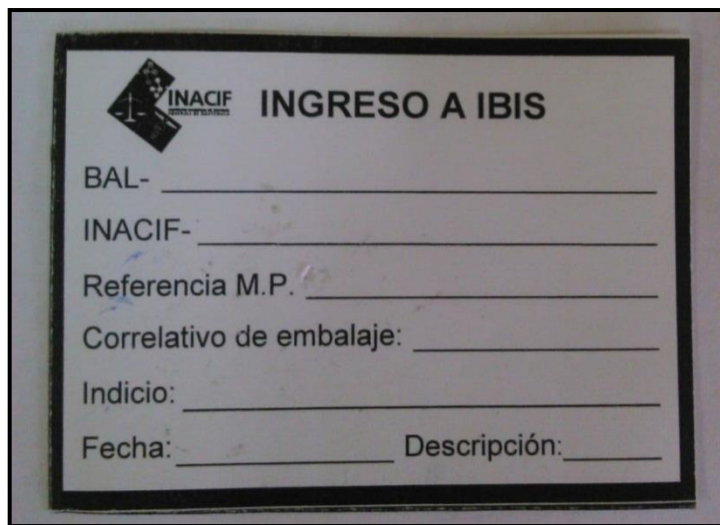 INACIF INGRESO A IBIS
BAL-
INACIF-
Referencia M.P.
Correlativo de embalaje:
Indicio:
Fecha: Descripción: